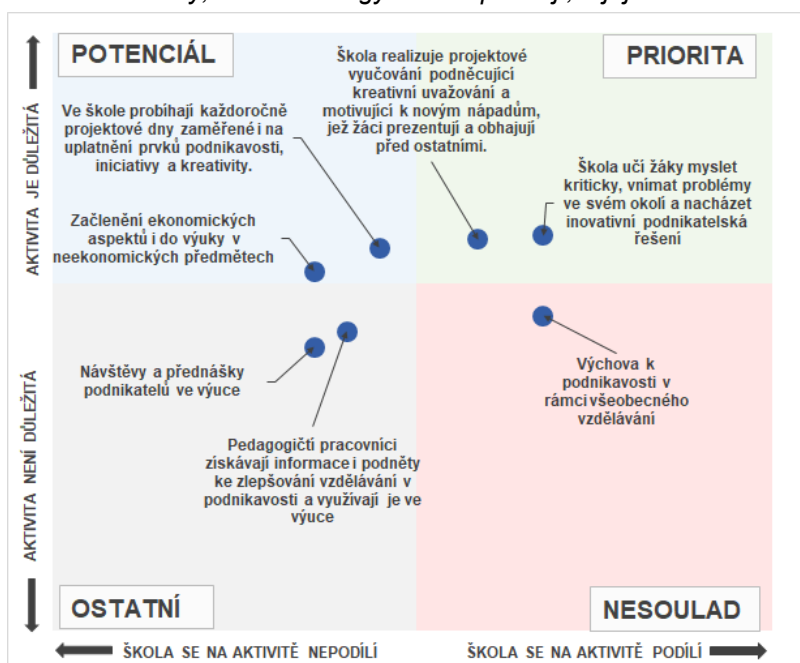 POTENCIÁL
Ve škole probíhají každoročně
projektové dny zaměřené i na
uplatnění prvků podnikavosti,
iniciativy a kreativity.
Začlenění ekonomických
aspektů i do výuky v
neekonomických předmětech
Škola realizuje projektové
vyučování podněcující
kreativní uvažování a
motivující k novým nápadům,
jež žáci prezentují a obhajují
před ostatními.
PRIORITA
Škola učí žáky myslet
kriticky, vnímat problémy
ve svém okolí a nacházet
inovativní podnikatelská
řešení
Návštěvy a přednášky
podnikatelů ve výuce
Pedagogičtí pracovníci
získávají informace i podněty
ke zlepšování vzdělávání v
podnikavosti a využívají je ve
výuce
Výchova k
podnikavosti v
rámci všeobecného
vzdělávání
OSTATNÍ
NESOULAD
AKTIVITA JE DŮLEŽITÁ
AKTIVITA NENÍ DŮLEŽITÁ
ŠKOLA SE NA AKTIVITĚ NEPODÍLÍ
ŠKOLA SE NA AKTIVITĚ PODÍLÍ